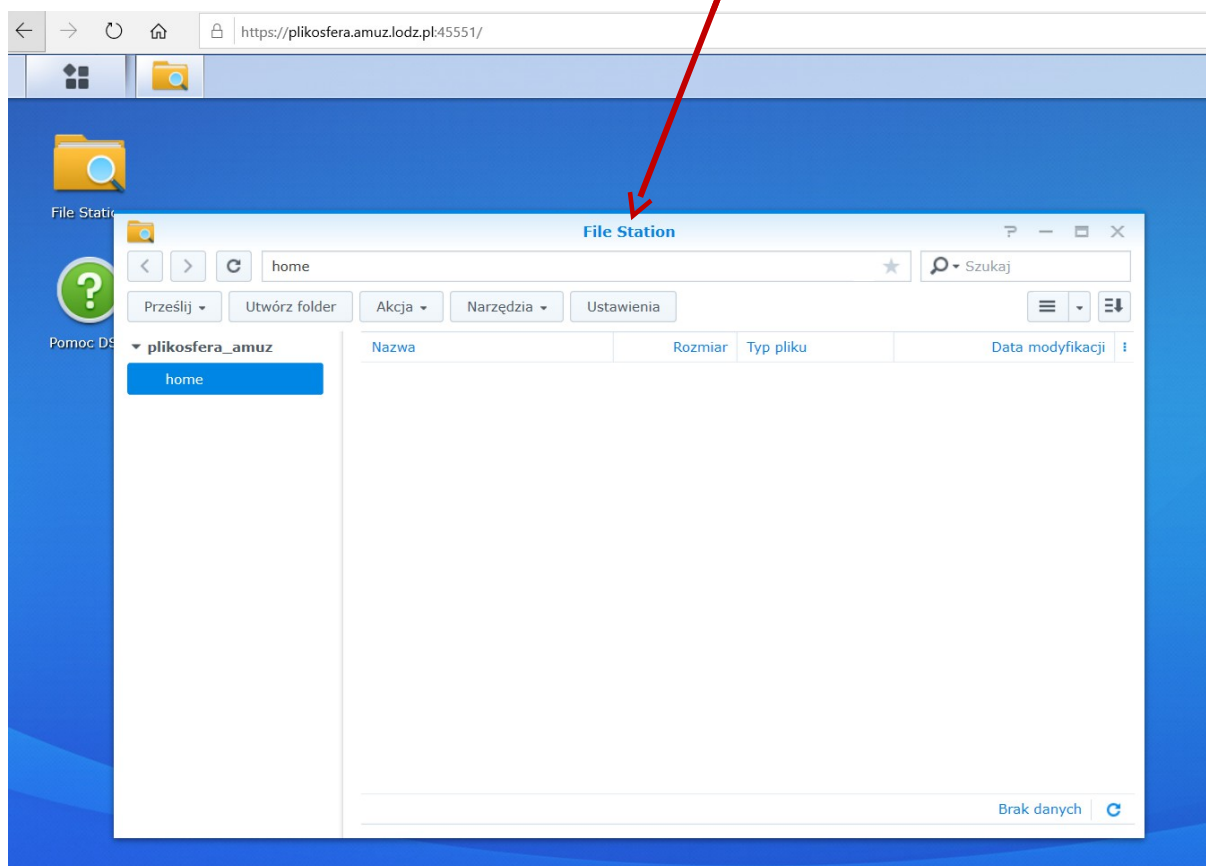 https://plikosfera.amuz.lodz.pl:45551/
File Static
File Station
home
Szukaj
Prześlij
Utwórz folder
Akcja
Narzędzia
Ustawienia
Pomoc DS
plikosfera_amuz
Nazwa
Rozmiar
Typ pliku
Data modyfikacji
home
Brak danych